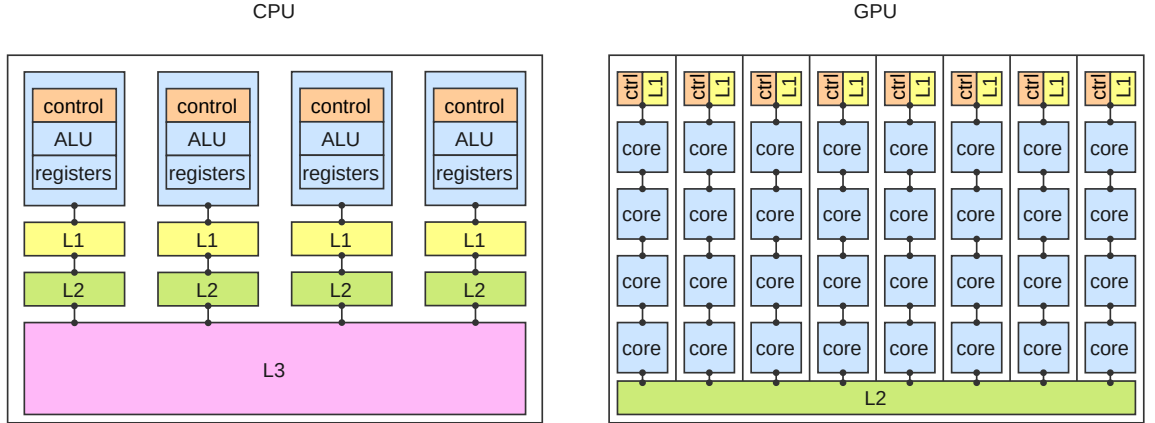 CPU GPU
ctrl L1 ctrl L1 ctrl L1 ctrl L1 ctrl L1 ctrl L1 ctrl L1 ctrl L1
control control control control
ALU ALU ALU ALU
core core core core core core core core
registers registers registers registers
core core core core core core core core
L1 L1 L1 L1
core core core core core core core core
L2 L2 L2 L2
core core core core core core core core
L3
L2